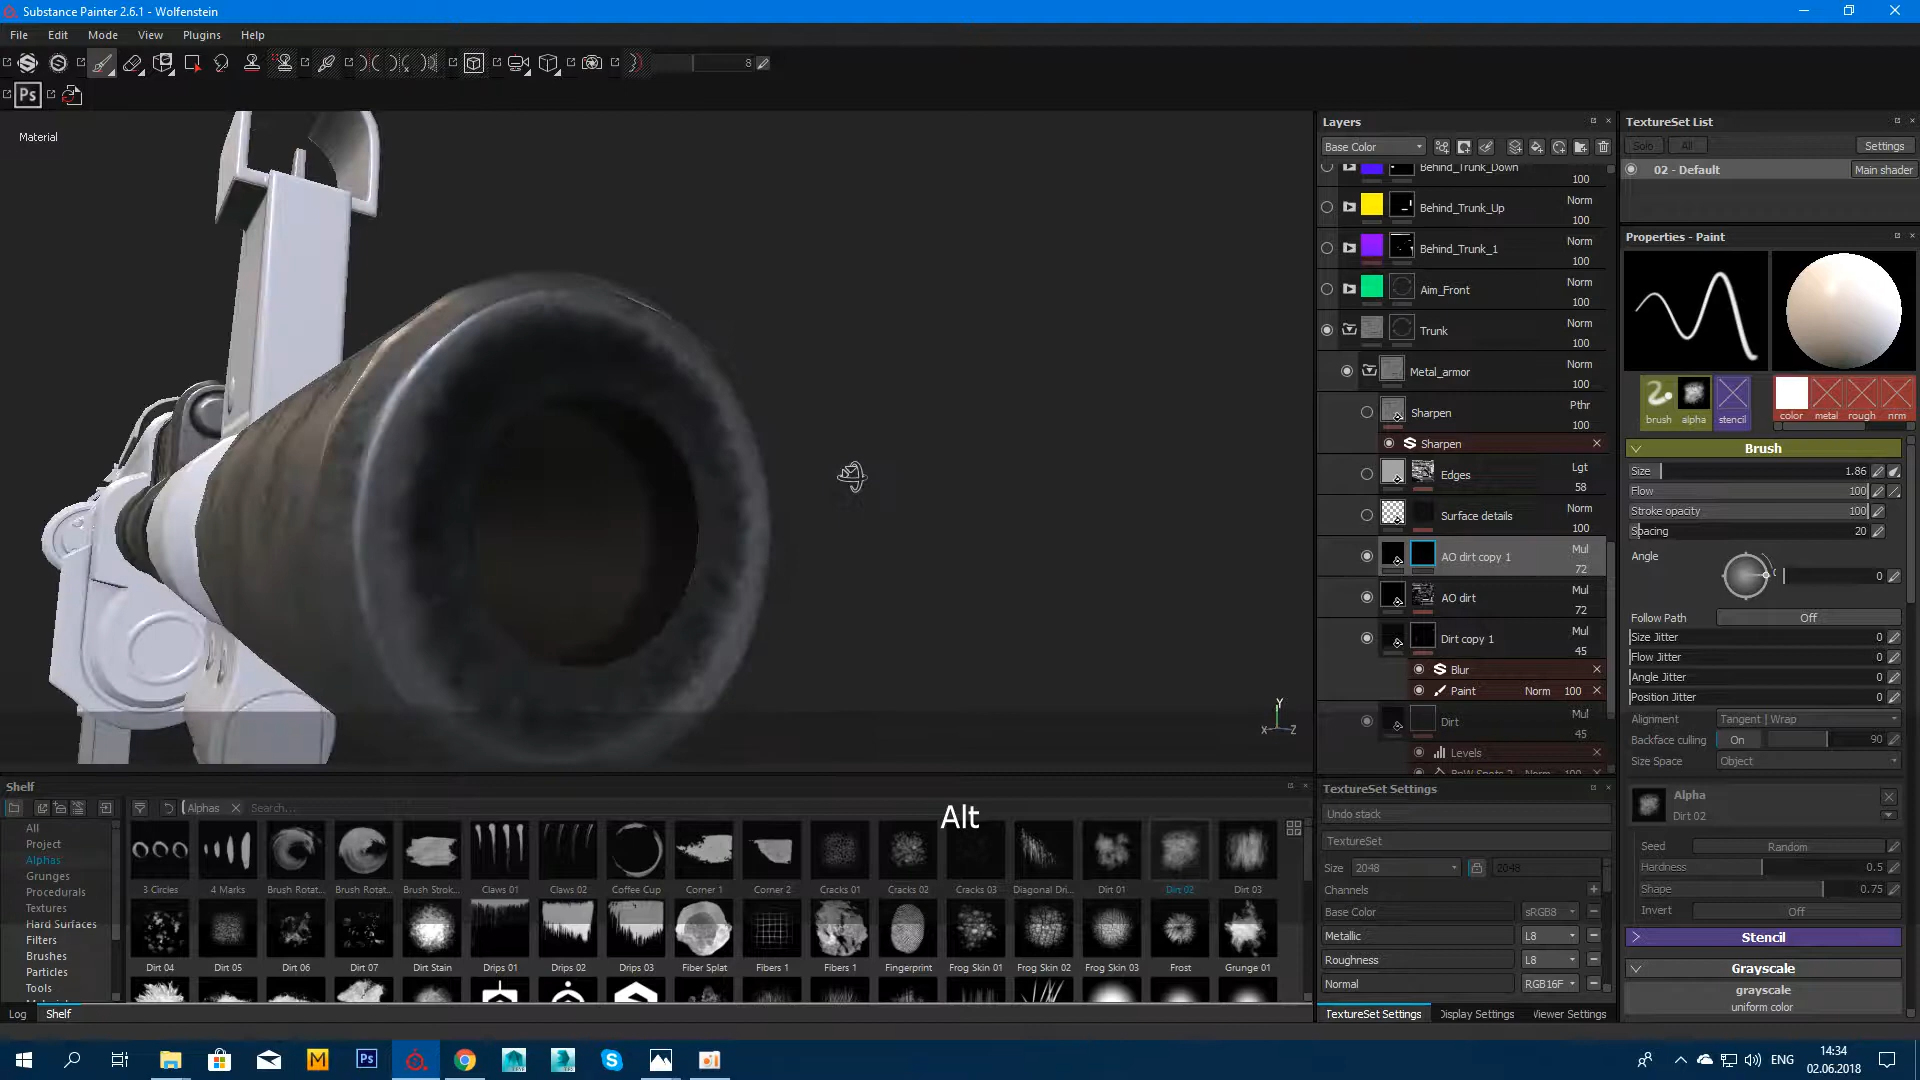 Substance Painter 2.6.1 - Wolfenstein
File Edit Mode View Plugins Help
8
Ps
Material
Layers
Base Color
Behind_Trunk_Down
100
Behind_Trunk_Up Norm
100
Behind_Trunk_1 Norm
100
Aim_Front Norm
100
Trunk Norm
100
Metal_armor Norm
100
Sharpen Pthr
100
Sharpen
Edges Lgt
58
Surface details Norm
100
AO dirt copy 1 Mul
72
AO dirt Mul
72
Dirt copy 1 Mul
45
Blur
Paint Norm 100
Dirt Mul
45
Levels
TextureSet List
Solo All Settings
02 - Default Main shader
Properties - Paint
brush alpha stencil color metal rough nrm
Brush
Size 1.86
Flow 100
Stroke opacity 100
Spacing 20
Angle 0
Follow Path Off
Size Jitter 0
Flow Jitter 0
Angle Jitter 0
Position Jitter 0
Alignment Tangent | Wrap
Backface culling On 90
Size Space Object
Alpha
Dirt 02
Seed Random
Hardness 0.5
Shape 0.75
Invert Off
Stencil
Grayscale
grayscale
uniform color
Y
X Z
Alt
Shelf
Alphas Search...
All
Project
Alphas
Grunges
Procedurals
Textures
Hard Surfaces
Filters
Brushes
Particles
Tools
3 Circles 4 Marks Brush Rotat... Brush Rotat... Brush Strok... Claws 01 Claws 02 Coffee Cup Corner 1 Corner 2 Cracks 01 Cracks 02 Cracks 03 Diagonal Dri... Dirt 01 Dirt 02 Dirt 03
Dirt 04 Dirt 05 Dirt 06 Dirt 07 Dirt Stain Drips 01 Drips 02 Drips 03 Fiber Splat Fibers 1 Fibers 1 Fingerprint Frog Skin 01 Frog Skin 02 Frog Skin 03 Frost Grunge 01
Log Shelf
TextureSet Settings
Undo stack
TextureSet
Size 2048 2048
Channels
Base Color sRGB8
Metallic L8
Roughness L8
Normal RGB16F
TextureSet Settings Display Settings Viewer Settings
Ps
ENG
14:34
02.06.2018